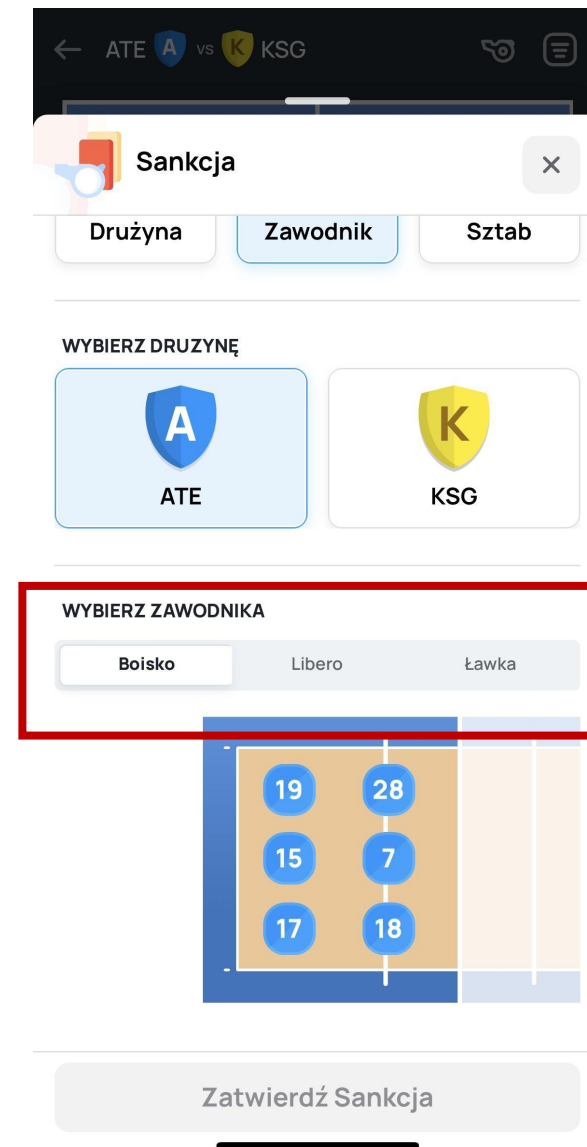 ATE A vs K KSG
Sankcja
Drużyna Zawodnik Sztab
WYBIERZ DRUZYNĘ
A K
ATE KSG
WYBIERZ ZAWODNIKA
Boisko Libero Ławka
19 28
15 7
17 18
Zatwierdź Sankcja